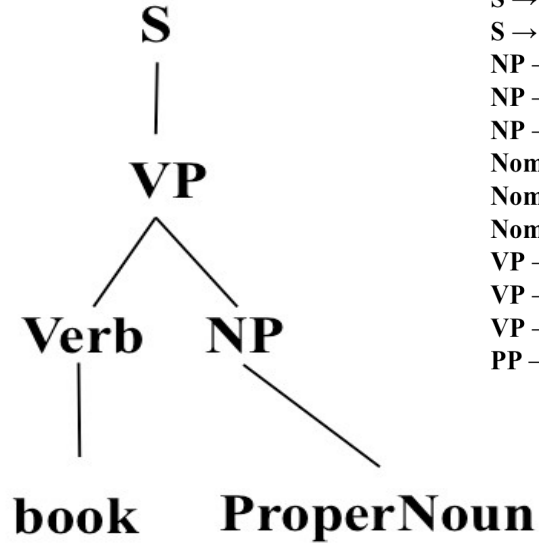 S
VP
Verb NP
book ProperNoun
S →
S →
NP –
NP –
NP –
Nom
Nom
Nom
VP –
VP –
VP –
PP –